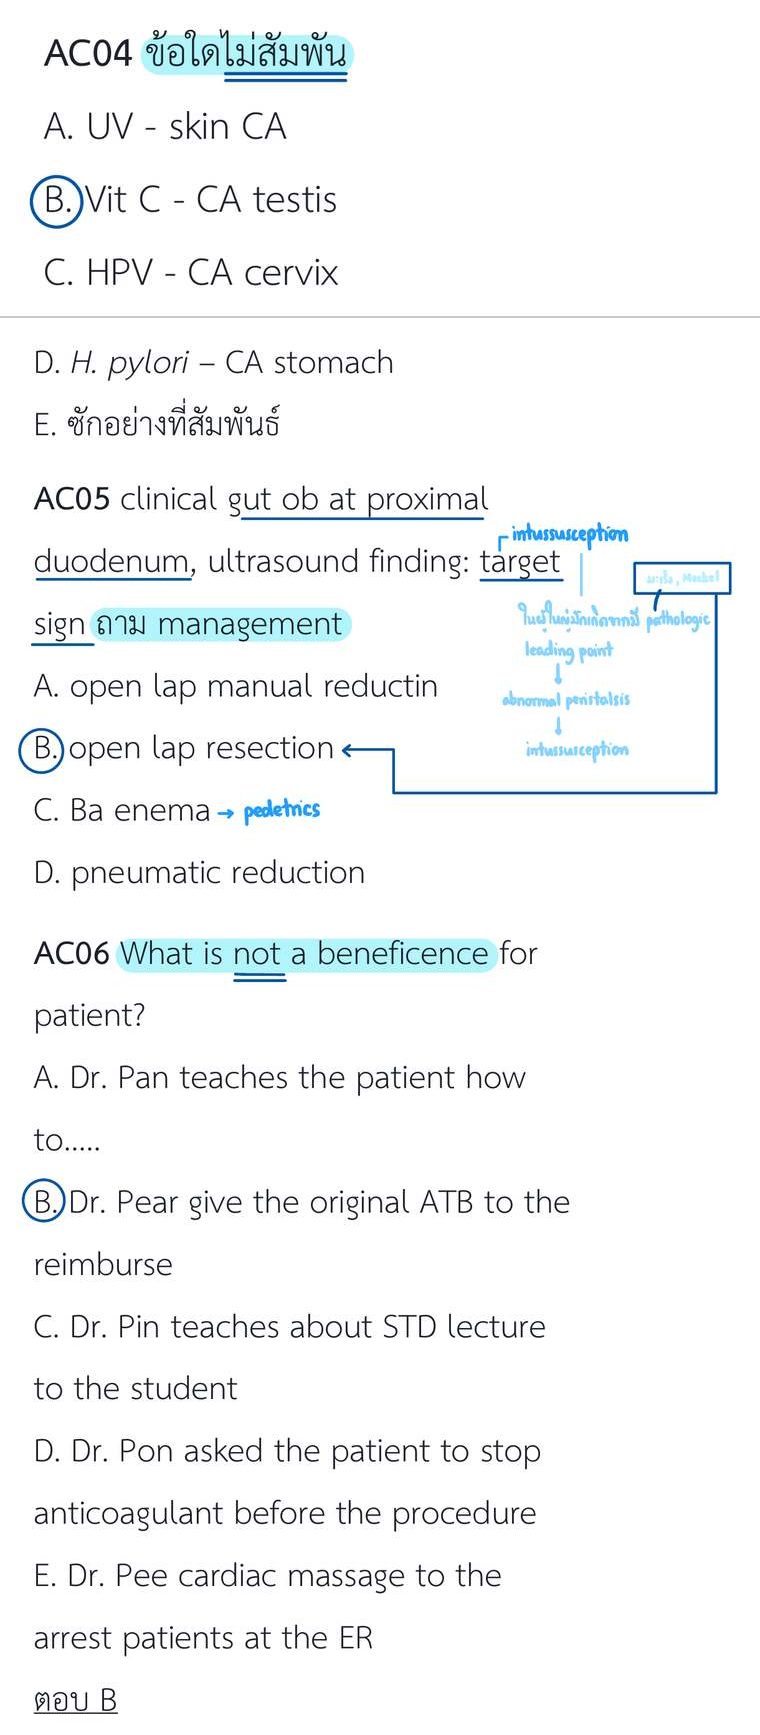 AC04 ข้อใดไม่สัมพัน
A. UV - skin CA
B. Vit C - CA testis
C. HPV - CA cervix
D. H. pylori – CA stomach
E. ซักอย่างที่สัมพันธ์
AC05 clinical gut ob at proximal
intussusception
duodenum, ultrasound finding: target
มะเร็ง, Meckel
sign ถาม management
ในผู้ใหญ่มักเกิดจากมี pathologic
leading point
A. open lap manual reductin
abnormal peristalsis
B. open lap resection
intussusception
C. Ba enema → pedetrics
D. pneumatic reduction
AC06 What is not a beneficence for
patient?
A. Dr. Pan teaches the patient how
to.....
B. Dr. Pear give the original ATB to the
reimburse
C. Dr. Pin teaches about STD lecture
to the student
D. Dr. Pon asked the patient to stop
anticoagulant before the procedure
E. Dr. Pee cardiac massage to the
arrest patients at the ER
ตอบ B